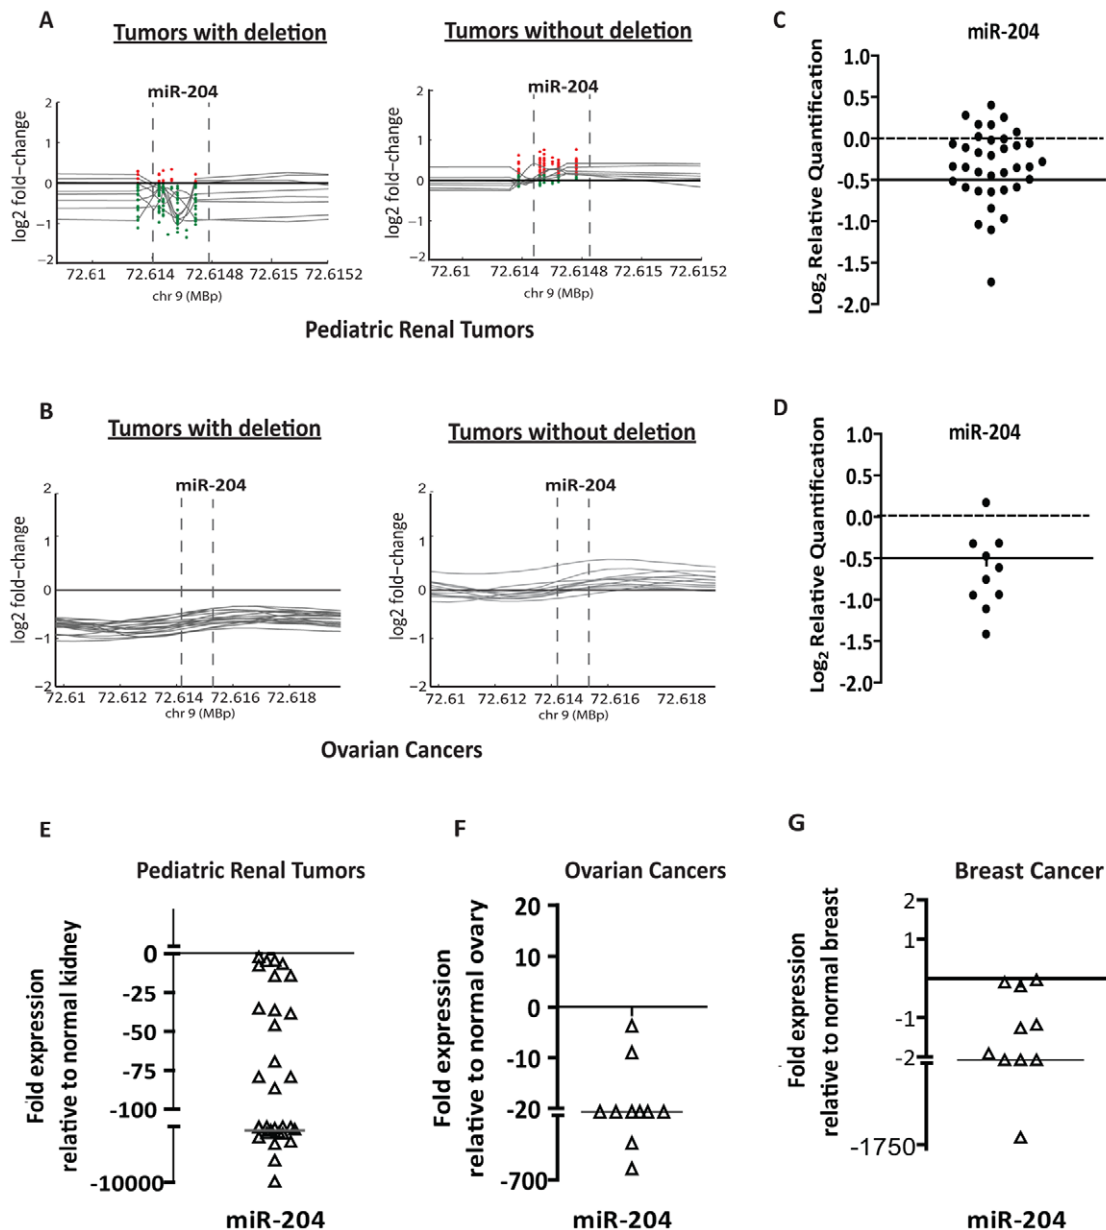 A
Tumors with deletion
miR-204
log2 fold-change
2
1
0
-1
-2
72.61 72.614 72.6148 72.615 72.6152
chr 9 (MBp)
Tumors without deletion
miR-204
log2 fold-change
2
1
0
-1
-2
72.61 72.614 72.6148 72.615 72.6152
chr 9 (MBp)
Pediatric Renal Tumors
C
miR-204
Log2 Relative Quantification
1.0
0.5
0.0
-0.5
-1.0
-1.5
-2.0
B
Tumors with deletion
miR-204
log2 fold-change
2
1
0
-1
-2
72.61 72.612 72.614 72.616 72.618
chr 9 (MBp)
Tumors without deletion
miR-204
log2 fold-change
2
1
0
-1
-2
72.61 72.612 72.614 72.616 72.618
chr 9 (MBp)
Ovarian Cancers
D
miR-204
Log2 Relative Quantification
1.0
0.5
0.0
-0.5
-1.0
-1.5
-2.0
E
Pediatric Renal Tumors
Fold expression
relative to normal kidney
0
-25
-50
-75
-100
-10000
miR-204
F
Ovarian Cancers
Fold expression
relative to normal ovary
20
10
0
-10
-20
-700
miR-204
G
Breast Cancer
Fold expression
relative to normal breast
2
1
-1
-2
-1750
miR-204